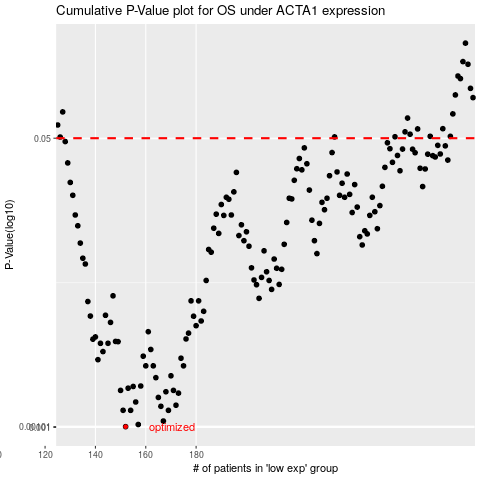 Cumulative P-Value plot for OS under ACTA1 expression
P-Value(log10)
0.05
optimized
0
120
140
160
180
# of patients in 'low exp' group